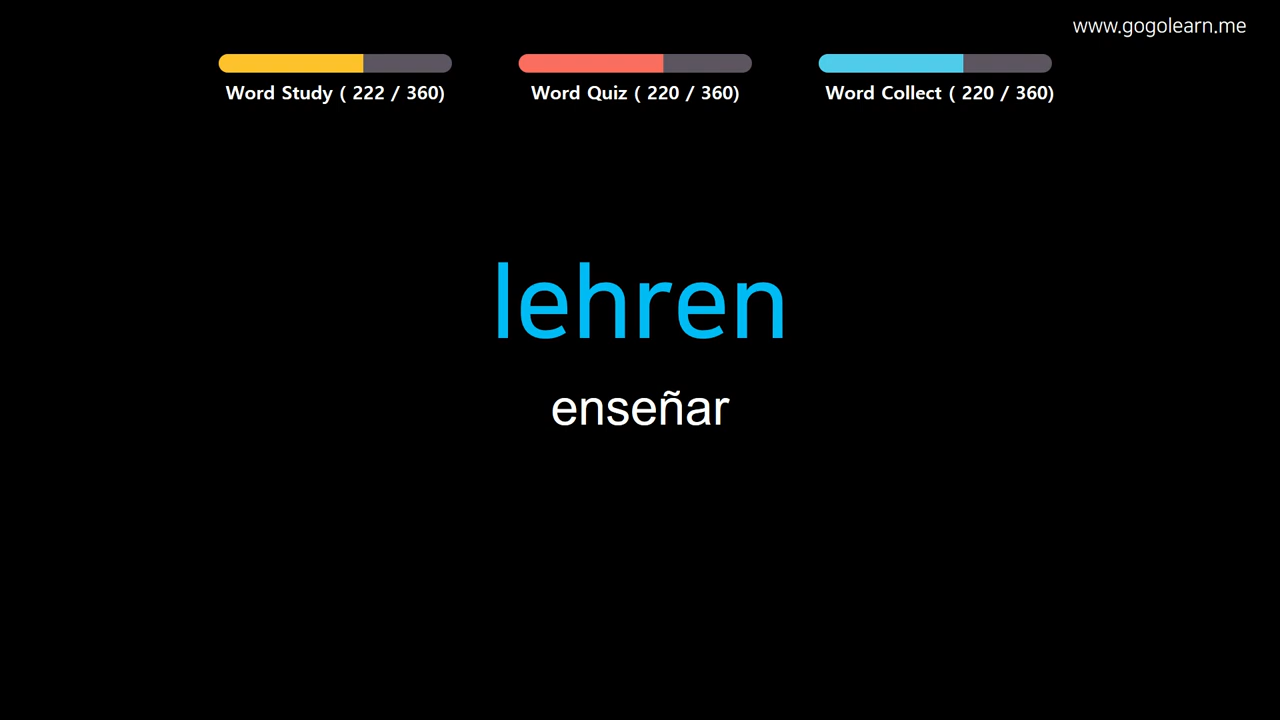 www.gogolearn.me
Word Study ( 222 / 360)
Word Quiz ( 220 / 360)
Word Collect ( 220 / 360)
lehren
enseñar